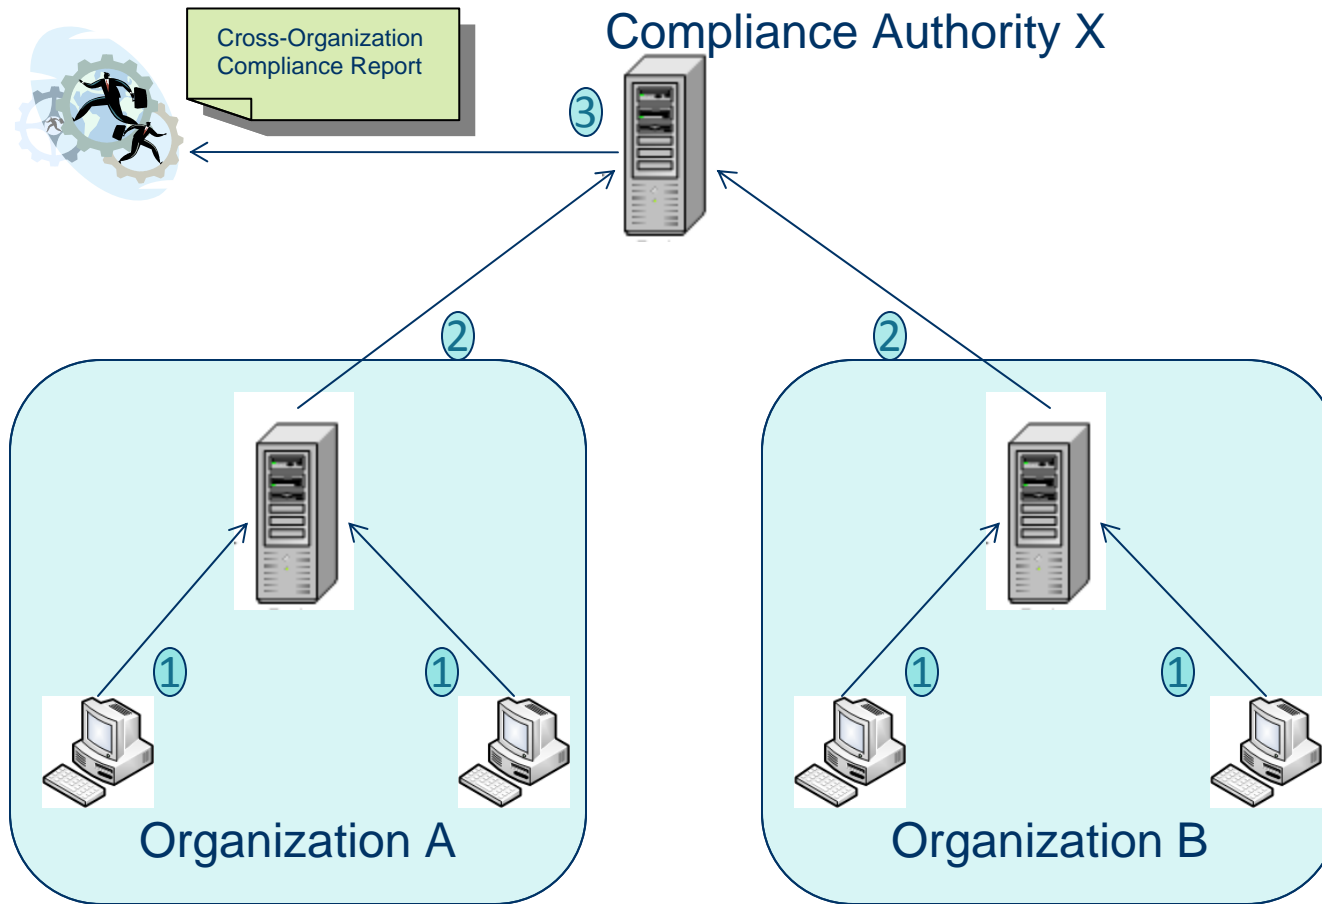 Cross-Organization
Compliance Report
Compliance Authority X
3
2
2
1
1
1
1
Organization A
Organization B